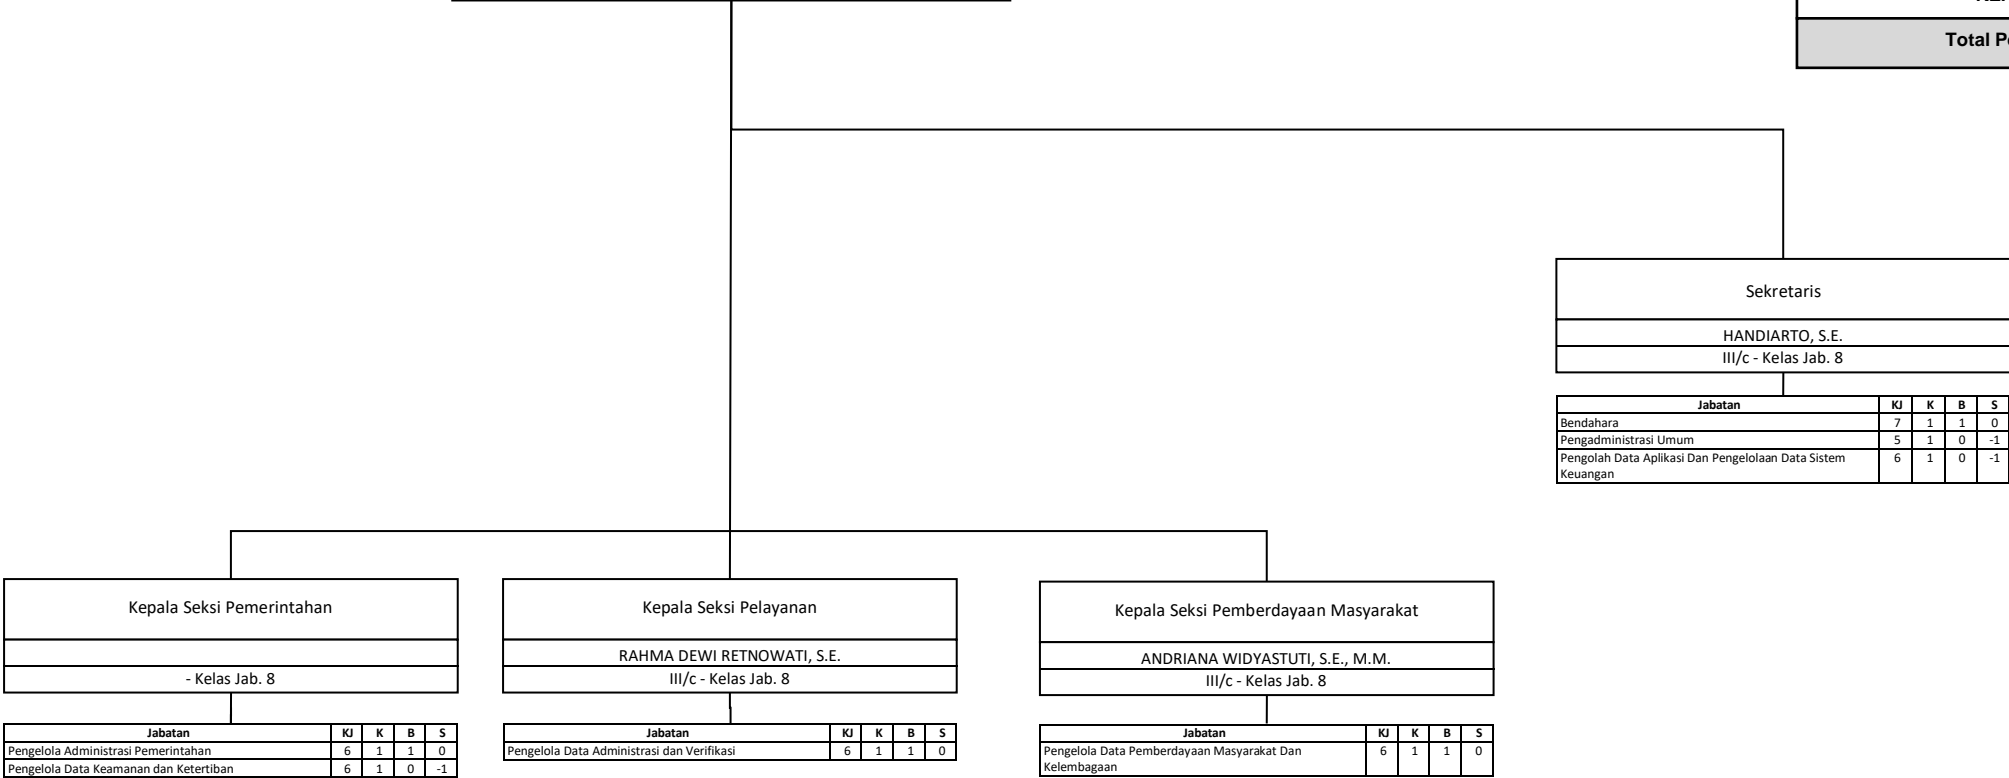 Total
Sekretaris
HANDIARTO, S.E.
III/c - Kelas Jab. 8
Jabatan KJ K B S
Bendahara 7 1 1 0
Pengadministrasi Umum 5 1 0 -1
Pengolah Data Aplikasi Dan Pengelolaan Data Sistem 6 1 0 -1
Keuangan
Kepala Seksi Pemerintahan
- Kelas Jab. 8
Jabatan KJ K B S
Pengelola Administrasi Pemerintahan 6 1 1 0
Pengelola Data Keamanan dan Ketertiban 6 1 0 -1
Kepala Seksi Pelayanan
RAHMA DEWI RETNOWATI, S.E.
III/c - Kelas Jab. 8
Jabatan KJ K B S
Pengelola Data Administrasi dan Verifikasi 6 1 1 0
Kepala Seksi Pemberdayaan Masyarakat
ANDRIANA WIDYASTUTI, S.E., M.M.
III/c - Kelas Jab. 8
Jabatan KJ K B S
Pengelola Data Pemberdayaan Masyarakat Dan 6 1 1 0
Kelembagaan